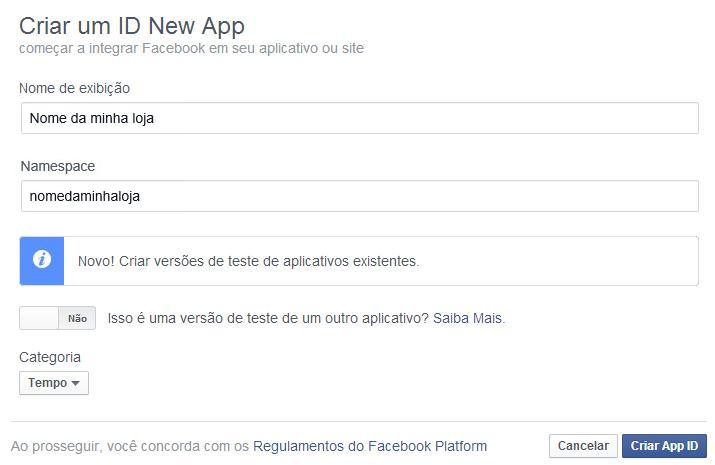 Criar um ID New App
começar a integrar Facebook em seu aplicativo ou site
Nome de exibição
Nome da minha loja
Namespace
nomedaminhaloja
Novo! Criar versões de teste de aplicativos existentes.
Não Isso é uma versão de teste de um outro aplicativo? Saiba Mais.
Categoria
Tempo
Ao prosseguir, você concorda com os Regulamentos do Facebook Platform Cancelar Criar App ID